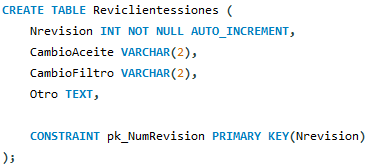 CREATE TABLE Reviclientessiones (
Nrevision INT NOT NULL AUTO_INCREMENT,
CambioAceite VARCHAR(2),
CambioFiltro VARCHAR(2),
Otro TEXT,
CONSTRAINT pk_NumRevision PRIMARY KEY(Nrevision)
);